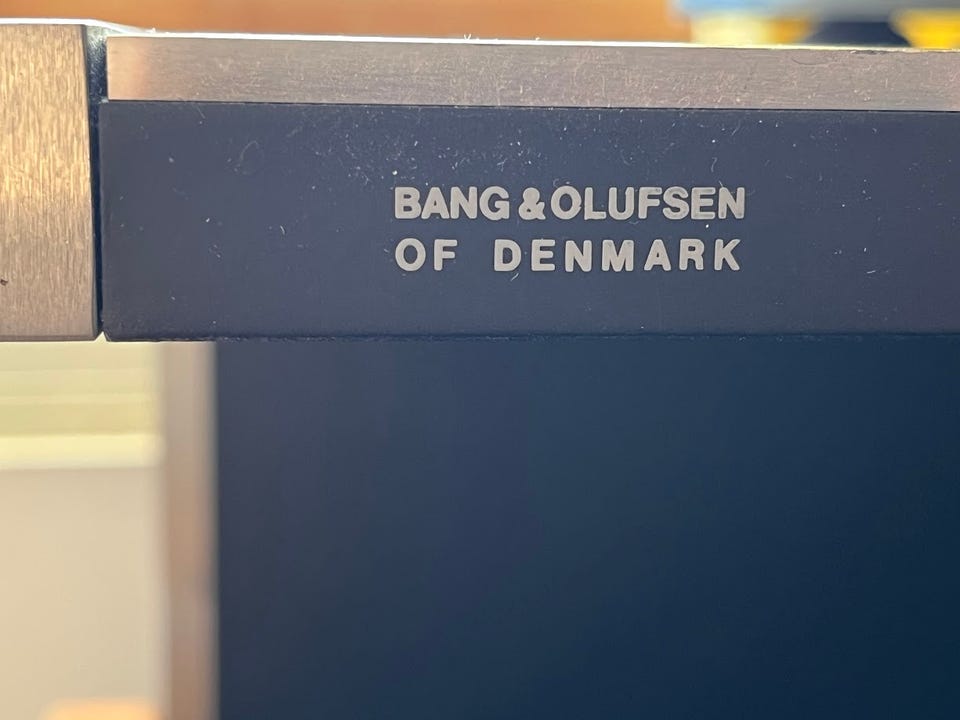 BANG & OLUFSEN
OF DENMARK